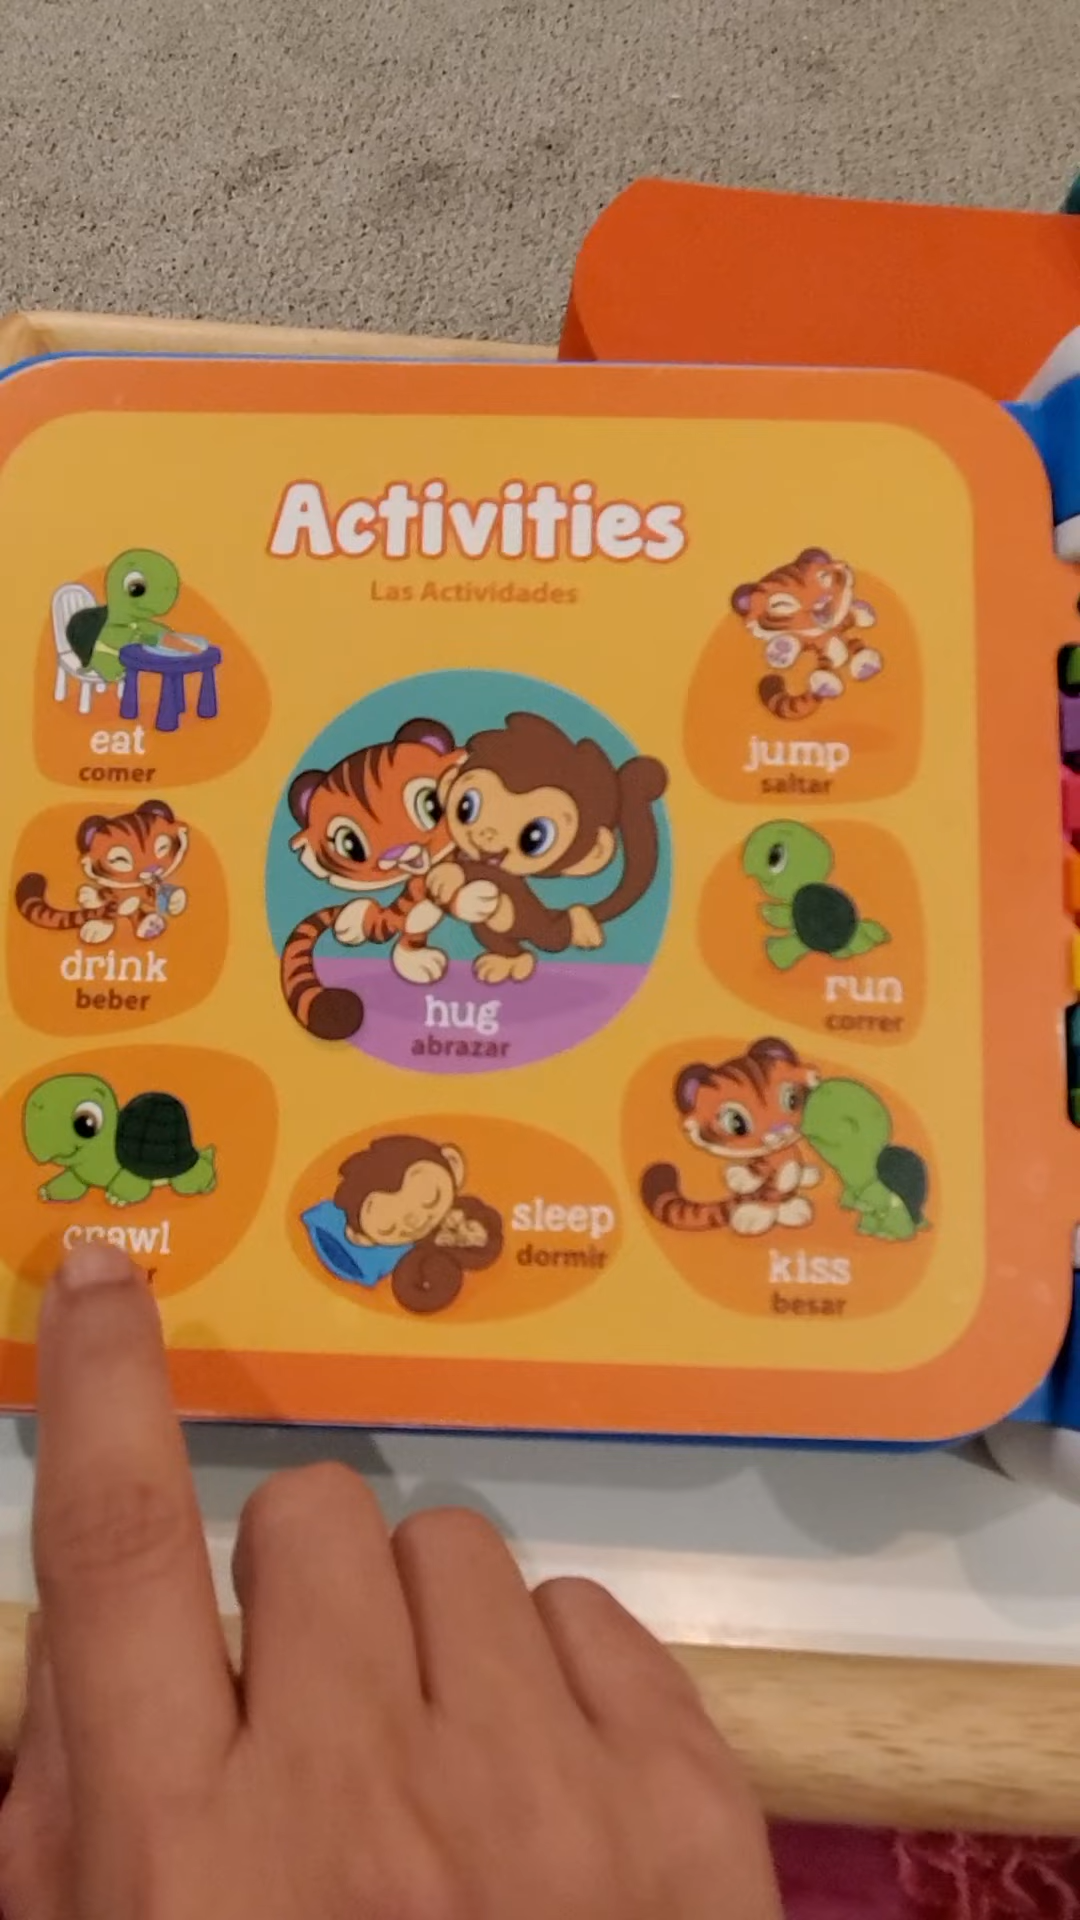 Activities
Las Actividades
eat
comer
jump
saltar
drink
beber
hug
abrazar
run
correr
crawl
sleep
dormir
kiss
besar